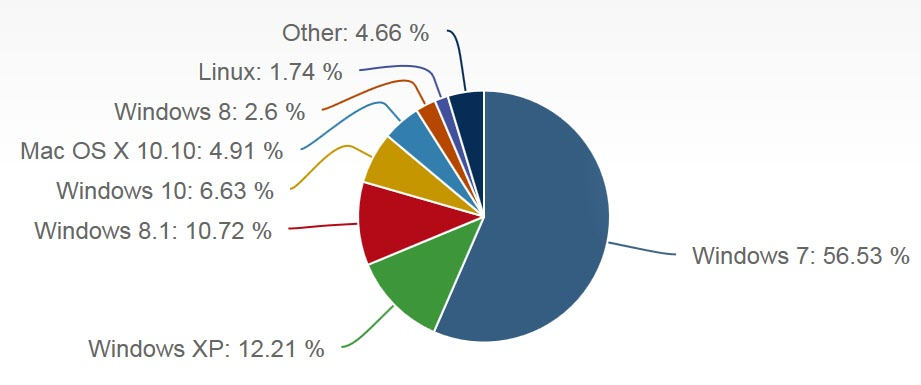 Other: 4.66 %
Linux: 1.74 %
Windows 8: 2.6 %
Mac OS X 10.10: 4.91 %
Windows 10: 6.63 %
Windows 8.1: 10.72 %
Windows 7: 56.53 %
Windows XP: 12.21 %